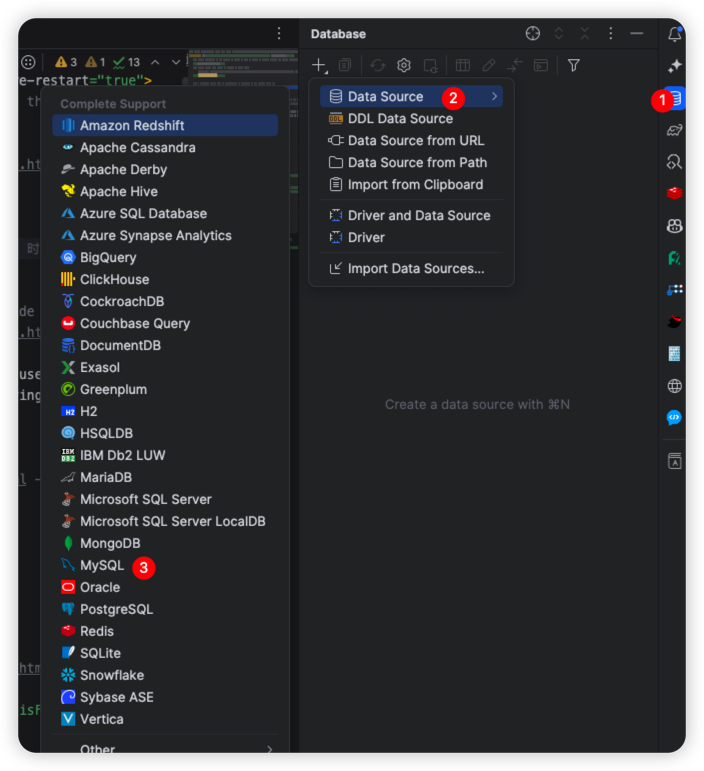 Database
3 1 13
e-restart="true">
th
.ht
时
de
.ht
use
ing
l -
htm
isF
Complete Support
Amazon Redshift
Apache Cassandra
Apache Derby
Apache Hive
Azure SQL Database
Azure Synapse Analytics
BigQuery
ClickHouse
CockroachDB
Couchbase Query
DocumentDB
Exasol
Greenplum
H2 H2
HSQLDB
IBM DB2 IBM Db2 LUW
MariaDB
Microsoft SQL Server
Microsoft SQL Server LocalDB
MongoDB
MySQL 3
Oracle
PostgreSQL
Redis
SQLite
Snowflake
Sybase ASE
Vertica
Other
Data Source 2
DDL DDL Data Source
Data Source from URL
Data Source from Path
Import from Clipboard
Driver and Data Source
Driver
Import Data Sources...
Create a data source with ⌘N
1
A